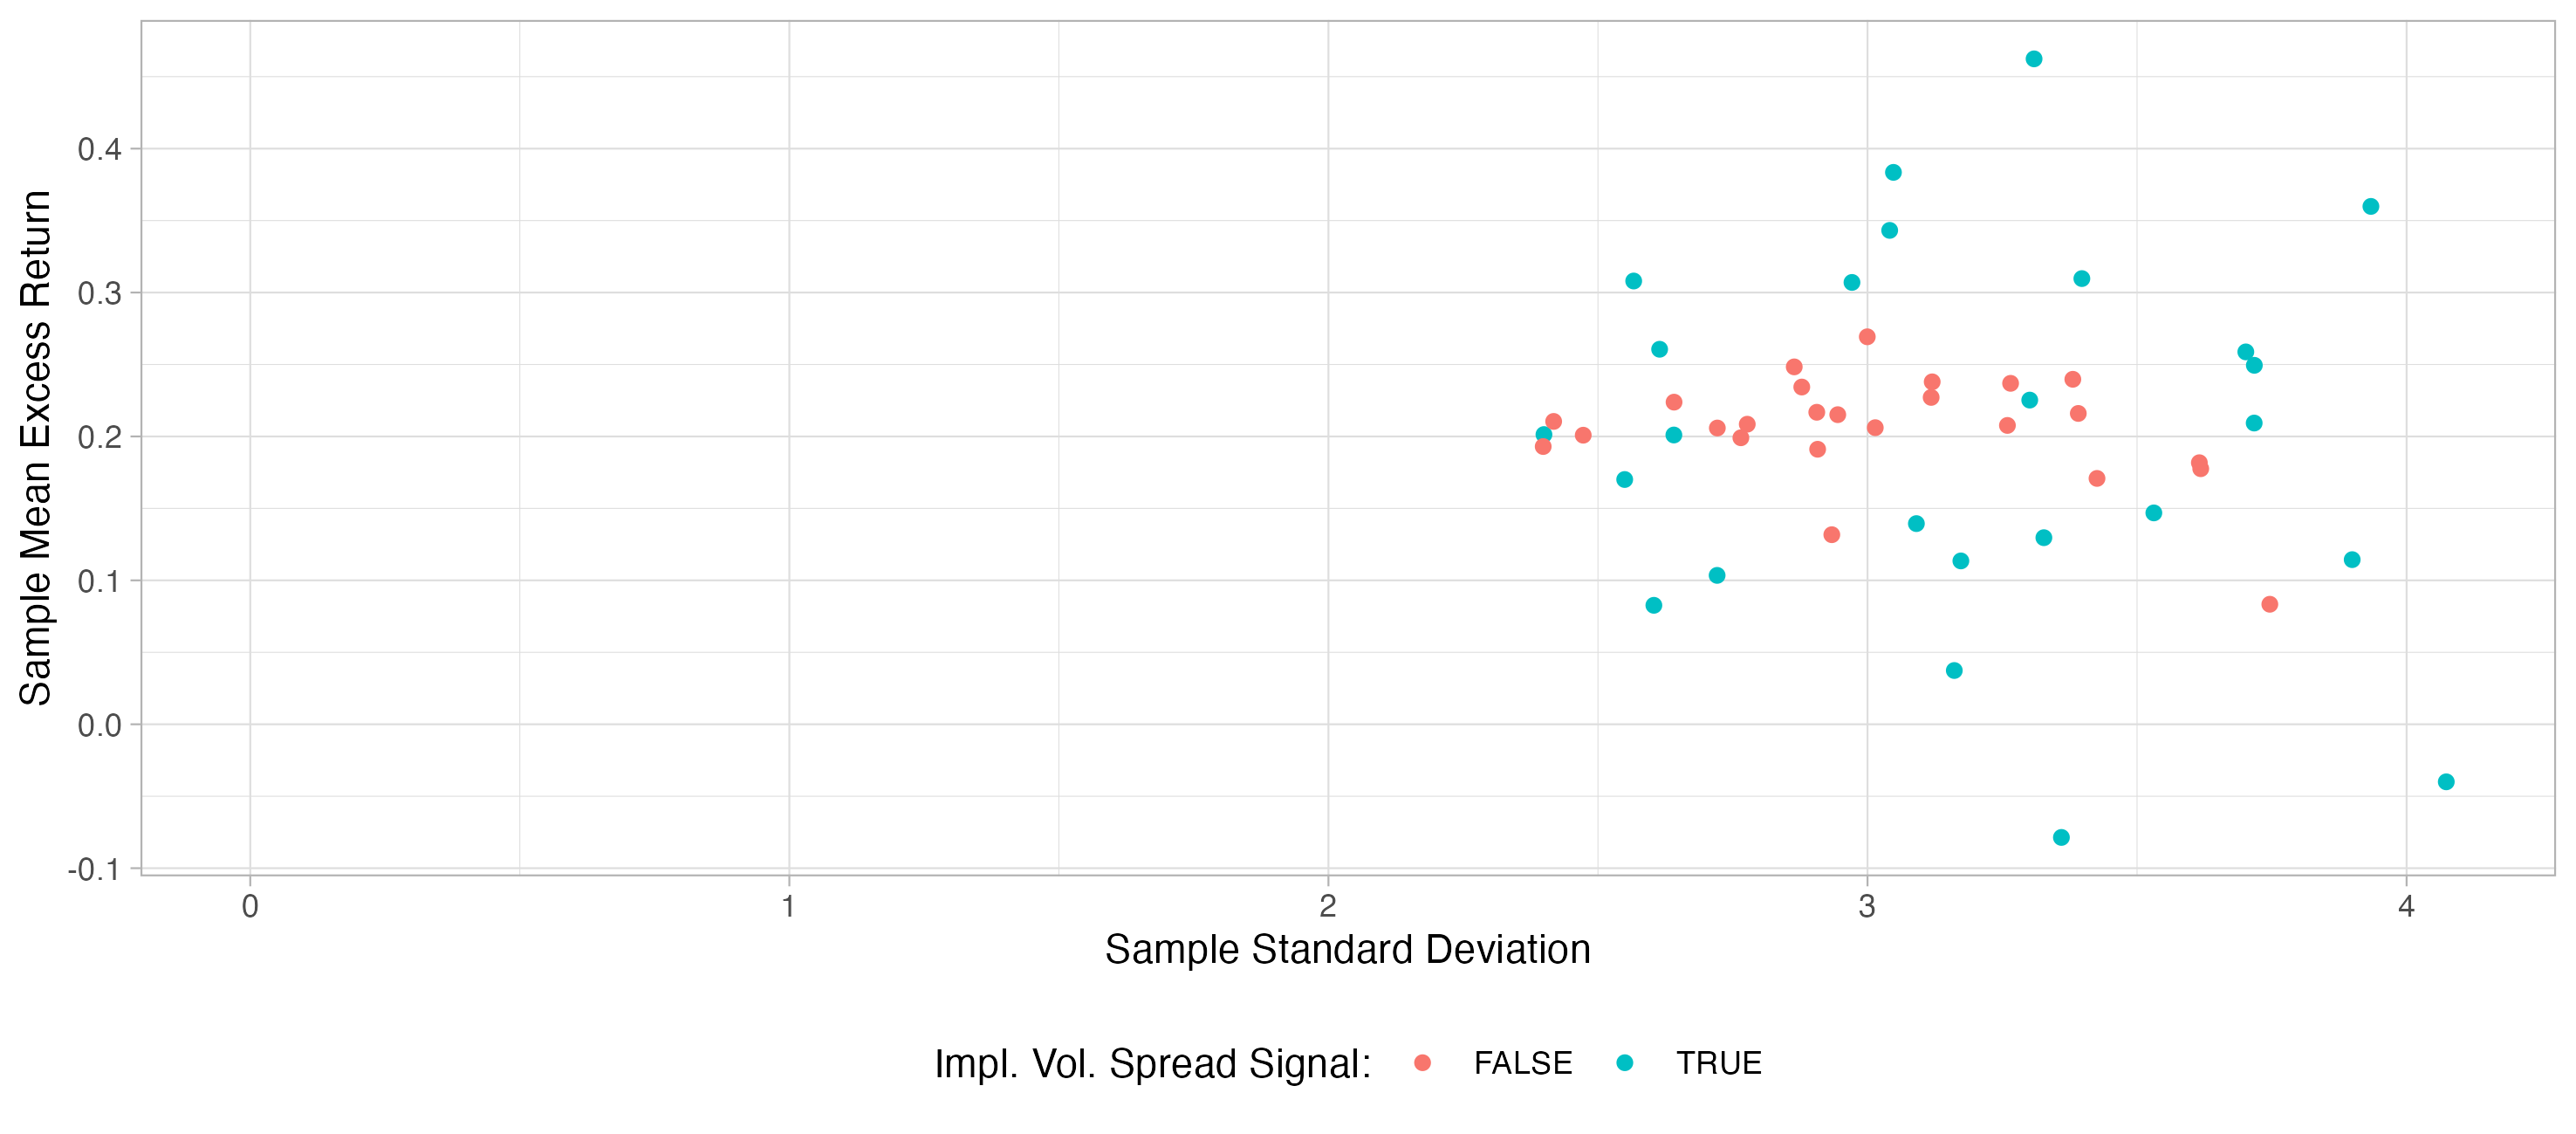 Sample Mean Excess Return
0.4
0.3
0.2
0.1
0.0
-0.1
0 1 2 3 4
Sample Standard Deviation
Impl. Vol. Spread Signal: FALSE TRUE